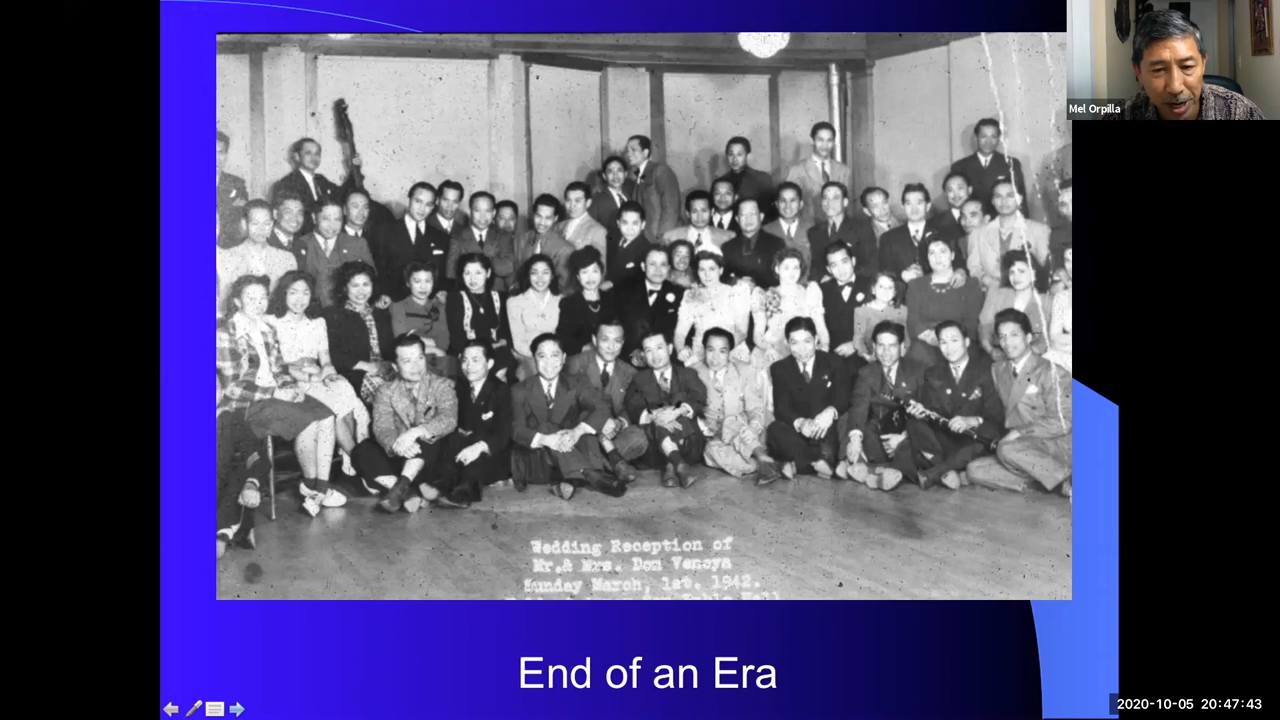 Mel Orpilla
Wedding Reception of
Mr.& Mrs. Dom Venoya
Sunday March, 1st. 1942.
End of an Era
2020-10-05 20:47:43